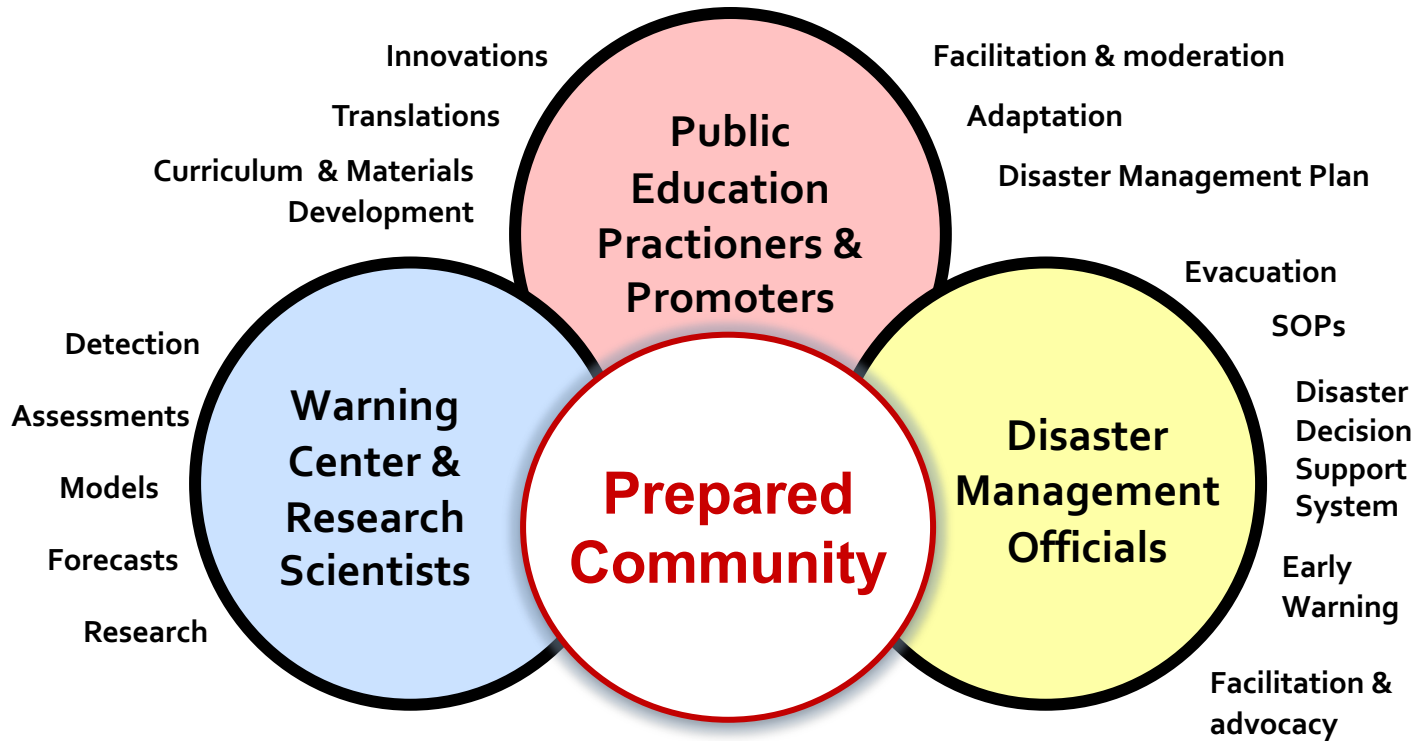 Innovations
Translations
Curriculum & Materials
Development
Facilitation & moderation
Adaptation
Disaster Management Plan
Public
Education
Practioners &
Promoters
Detection
Assessments
Models
Forecasts
Research
Warning
Center &
Research
Scientists
Prepared
Community
Disaster
Management
Officials
Evacuation
SOPs
Disaster
Decision
Support
System
Early
Warning
Facilitation &
advocacy